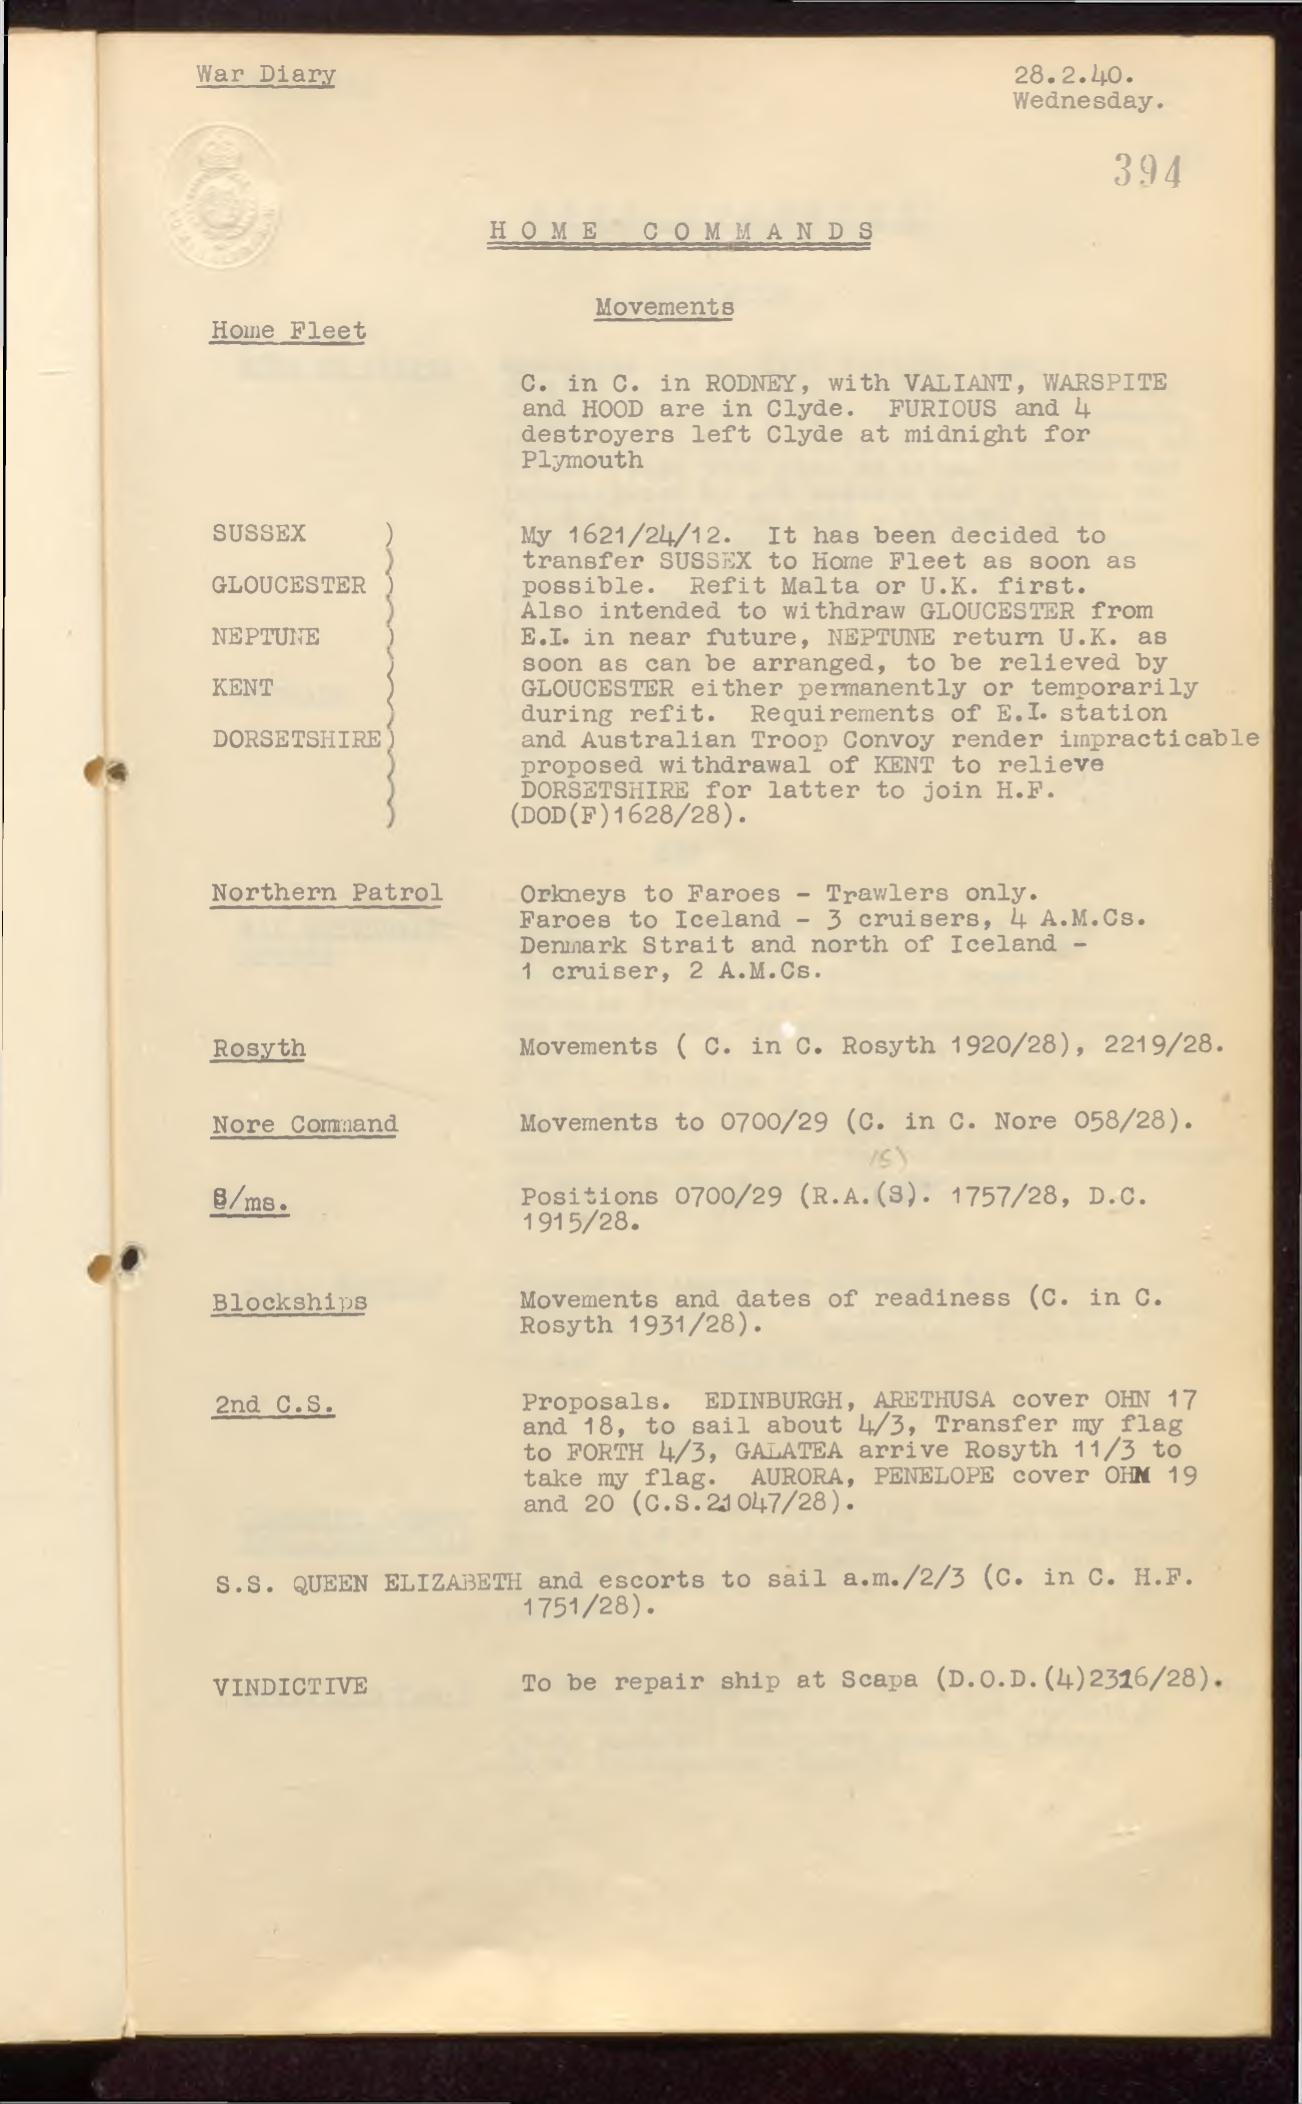 War Diary
28.2.40.
Wednesday.
394
HOME COMMANDS
Movements
Home Fleet
C. in C. in RODNEY, with VALIANT, WARSPITE
and HOOD are in Clyde. FURIOUS and 4
destroyers left Clyde at midnight for
Plymouth
SUSSEX ) My 1621/24/12. It has been decided to
) transfer SUSSEX to Home Fleet as soon as
GLOUCESTER ) possible. Refit Malta or U.K. first.
) Also intended to withdraw GLOUCESTER from
NEPTUNE ) E.I. in near future, NEPTUNE return U.K. as
) soon as can be arranged, to be relieved by
KENT ) GLOUCESTER either permanently or temporarily
) during refit. Requirements of E.I. station
DORSETSHIRE) and Australian Troop Convoy render impracticable
) proposed withdrawal of KENT to relieve
) DORSETSHIRE for latter to join H.F.
) (DOD(F)1628/28).
Northern Patrol Orkneys to Faroes - Trawlers only.
Faroes to Iceland - 3 cruisers, 4 A.M.Cs.
Denmark Strait and north of Iceland -
1 cruiser, 2 A.M.Cs.
Rosyth Movements ( C. in C. Rosyth 1920/28), 2219/28.
Nore Command Movements to 0700/29 (C. in C. Nore 058/28).
(S)
S/ms. Positions 0700/29 (R.A.(S). 1757/28, D.C.
1915/28.
Blockships Movements and dates of readiness (C. in C.
Rosyth 1931/28).
2nd C.S. Proposals. EDINBURGH, ARETHUSA cover OHN 17
and 18, to sail about 4/3, Transfer my flag
to FORTH 4/3, GALATEA arrive Rosyth 11/3 to
take my flag. AURORA, PENELOPE cover OHN 19
and 20 (C.S.2 1047/28).
S.S. QUEEN ELIZABETH and escorts to sail a.m./2/3 (C. in C. H.F.
1751/28).
VINDICTIVE To be repair ship at Scapa (D.O.D.(4)2316/28).